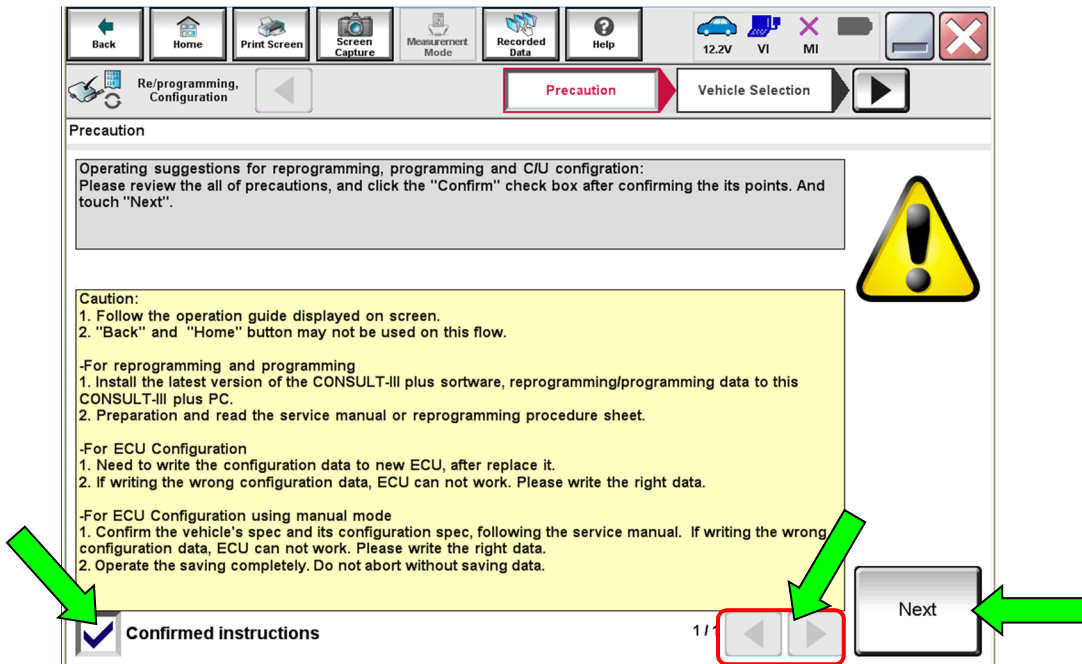 Back
Home
Print Screen
Screen
Capture
Measurement
Mode
Recorded
Data
Help
12.2V
VI
MI
Re/programming,
Configuration
Precaution
Vehicle Selection
Precaution
Operating suggestions for reprogramming, programming and C/U configration:
Please review the all of precautions, and click the "Confirm" check box after confirming the its points. And
touch "Next".
Caution:
1. Follow the operation guide displayed on screen.
2. "Back" and "Home" button may not be used on this flow.
-For reprogramming and programming
1. Install the latest version of the CONSULT-III plus sortware, reprogramming/programming data to this
CONSULT-III plus PC.
2. Preparation and read the service manual or reprogramming procedure sheet.
-For ECU Configuration
1. Need to write the configuration data to new ECU, after replace it.
2. If writing the wrong configuration data, ECU can not work. Please write the right data.
-For ECU Configuration using manual mode
1. Confirm the vehicle's spec and its configuration spec, following the service manual. If writing the wrong
configuration data, ECU can not work. Please write the right data.
2. Operate the saving completely. Do not abort without saving data.
Confirmed instructions
1/1
Next